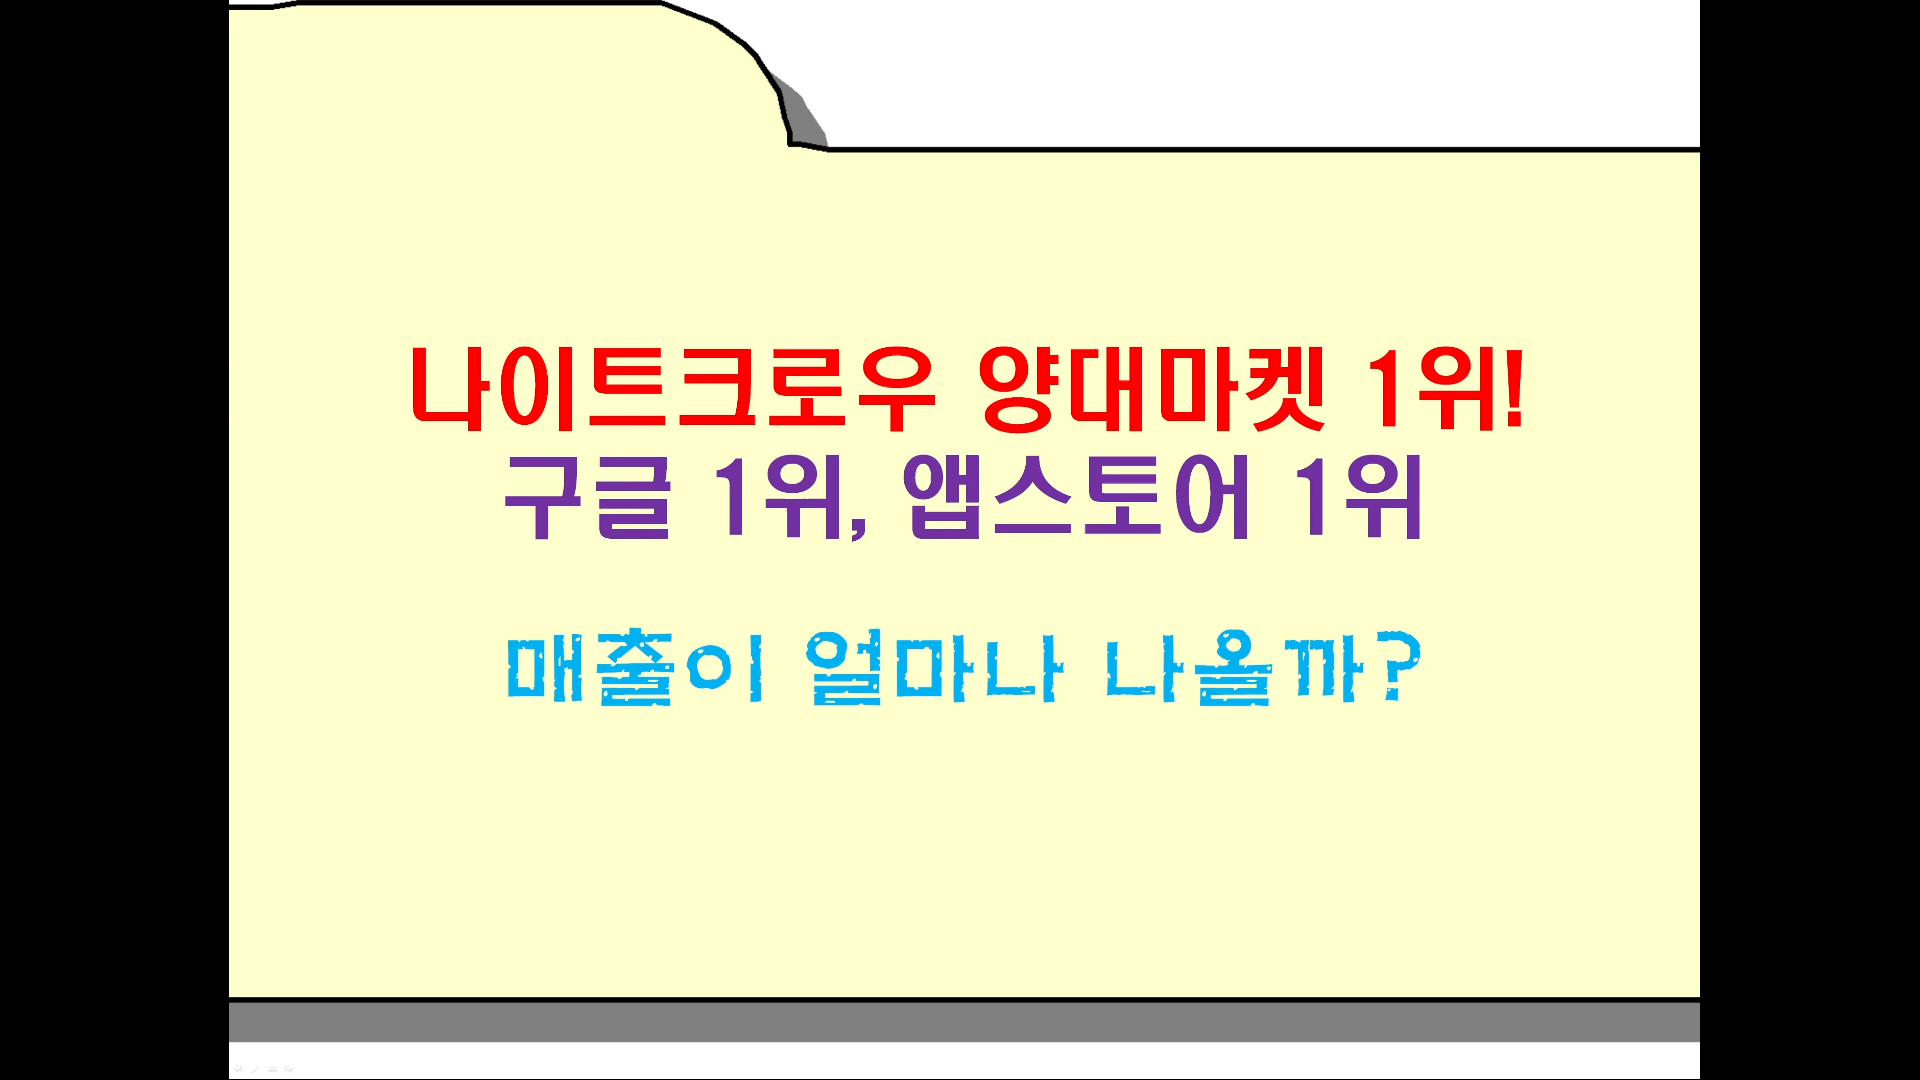 나이트크로우 양대마켓 1위!
구글 1위, 앱스토어 1위
매출이 얼마나 나올까?